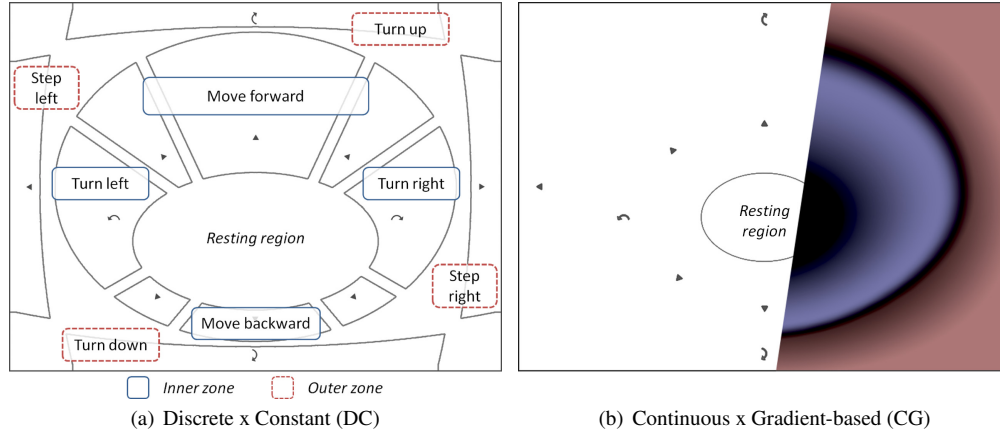 Turn up
Step
left
Move forward
Turn left
Turn right
Resting region
Step
right
Move backward
Turn down
Inner zone
Outer zone
(a) Discrete x Constant (DC)
Resting
region
(b) Continuous x Gradient-based (CG)